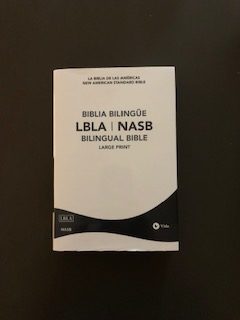 LA BIBLIA DE LAS AMÉRICAS
NEW AMERICAN STANDARD BIBLE
BIBLIA BILINGÜE
LBLA | NASB
BILINGUAL BIBLE
LARGE PRINT
LBLA
NASB
Vida